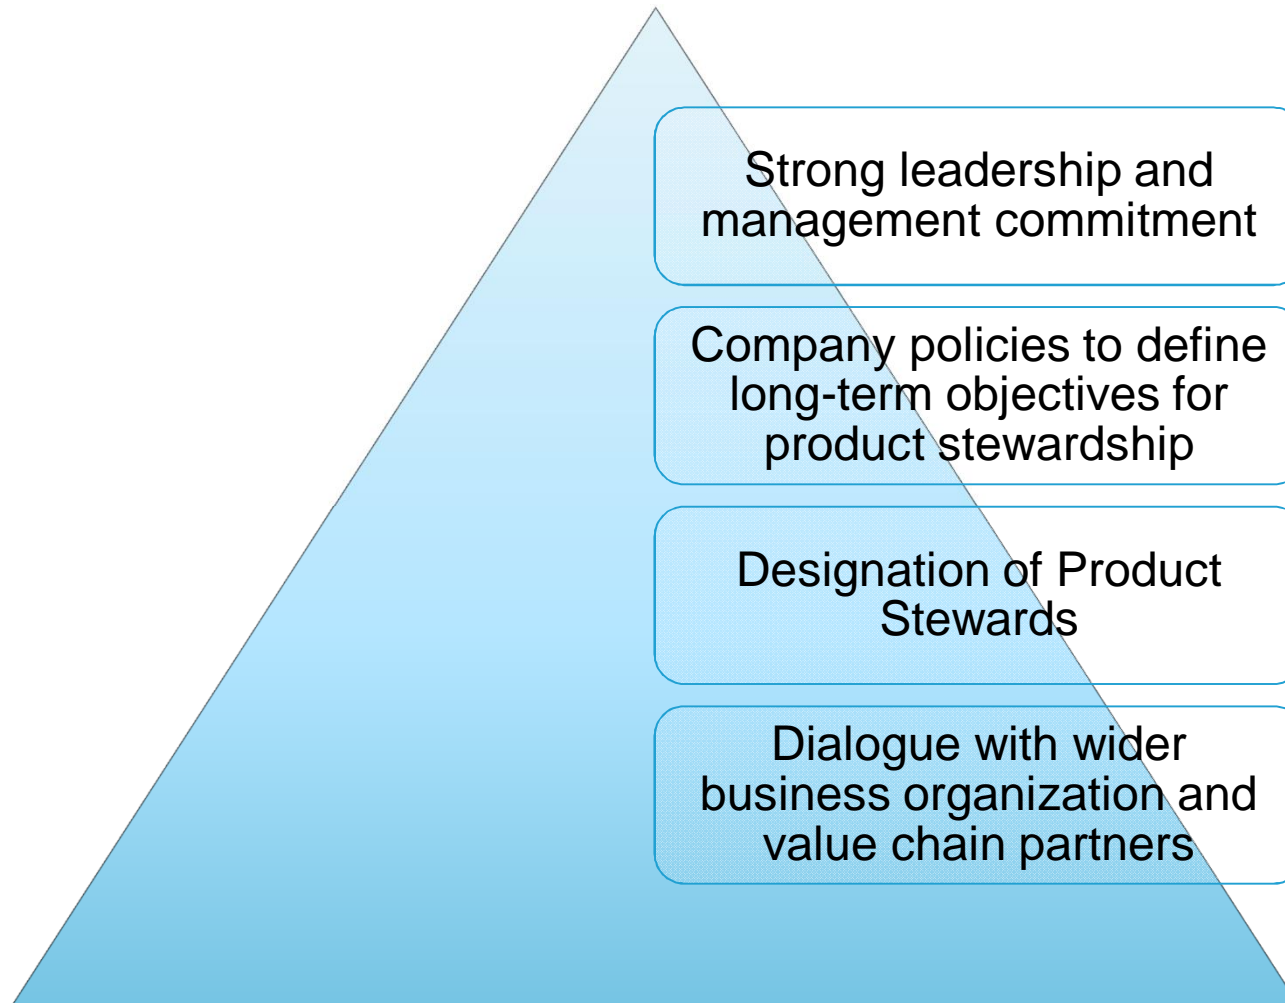 Strong leadership and
management commitment
Company policies to define
long-term objectives for
product stewardship
Designation of Product
Stewards
Dialogue with wider
business organization and
value chain partners